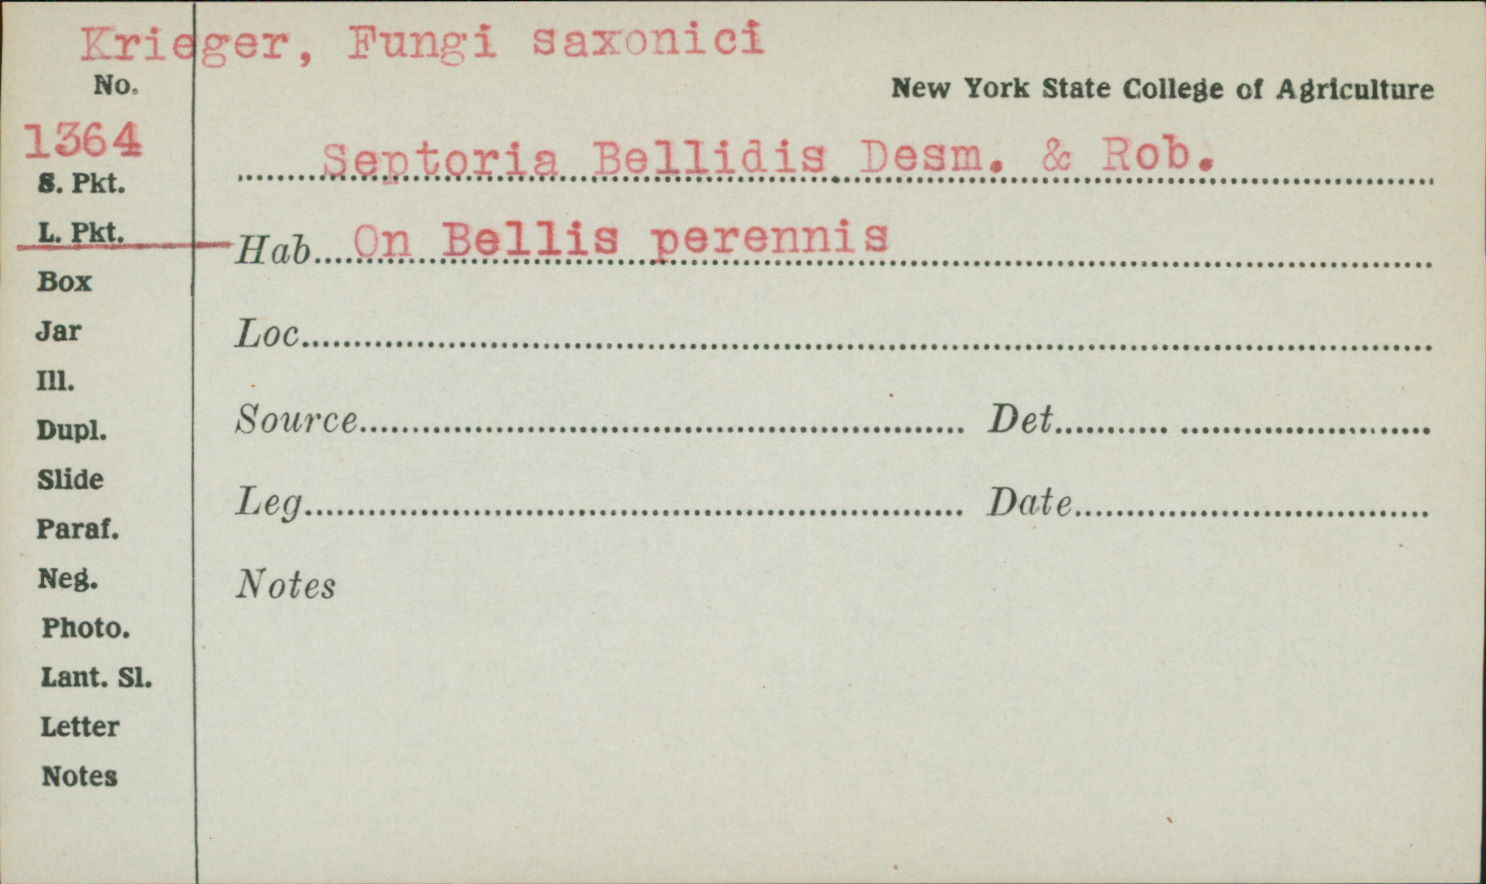 Krieger, Fungi saxonici
No.
New York State College of Agriculture
1364
Septoria Bellidis Desm. & Rob.
S. Pkt.
L. Pkt.
Hab....On Bellis perennis
Box
Jar
Loc.
Ill.
Source
Det.
Dupl.
Slide
Leg.
Date
Paraf.
Neg.
Notes
Photo.
Lant. Sl.
Letter
Notes